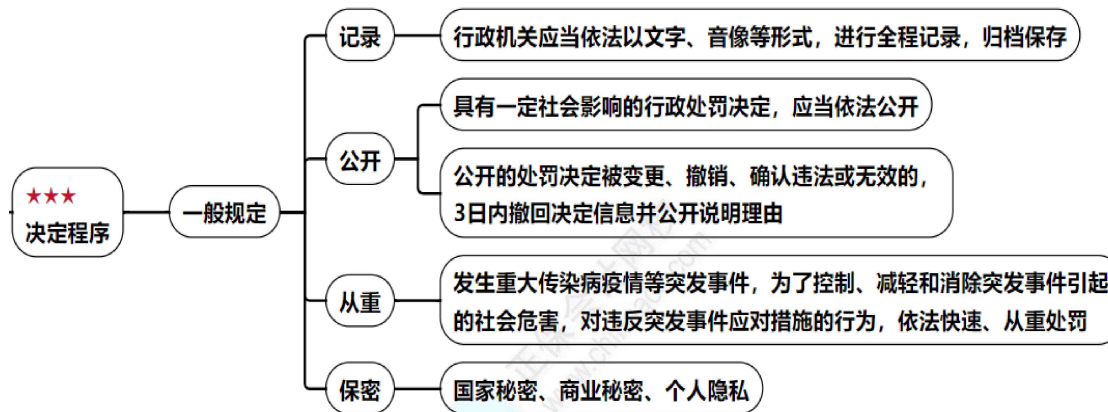 记录
行政机关应当依法以文字、音像等形式，进行全程记录，归档保存
具有一定社会影响的行政处罚决定，应当依法公开
公开
公开的处罚决定被变更、撤销、确认违法或无效的，
3日内撤回决定信息并公开说明理由
★★★
决定程序
一般规定
从重
发生重大传染病疫情等突发事件，为了控制、减轻和消除突发事件引起
的社会危害，对违反突发事件应对措施的行为，依法快速、从重处罚
保密
国家秘密、商业秘密、个人隐私